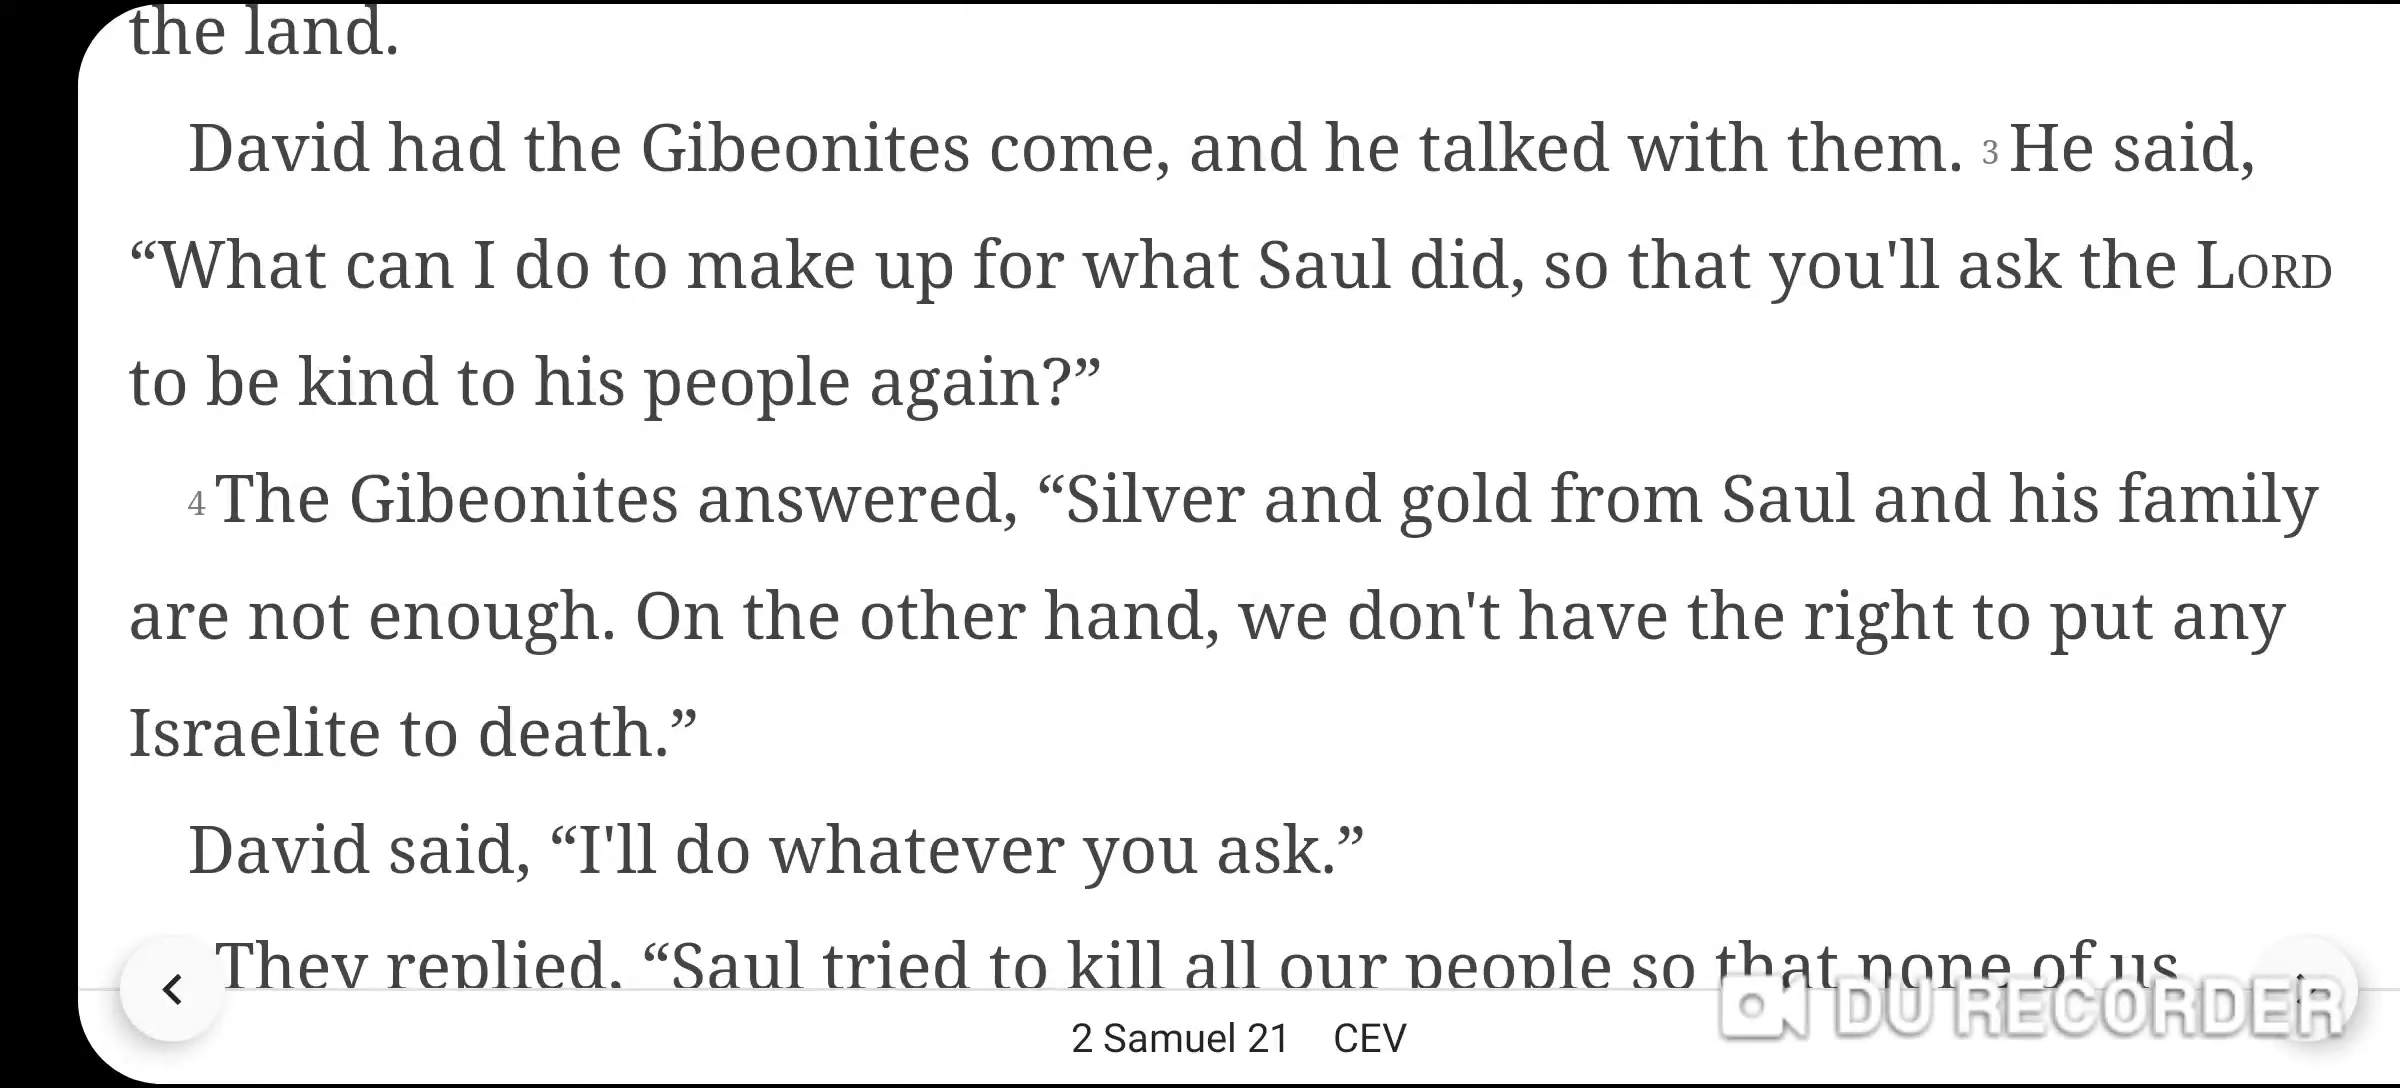 the land.
David had the Gibeonites come, and he talked with them. 3 He said,
“What can I do to make up for what Saul did, so that you'll ask the LORD
to be kind to his people again?”
4 The Gibeonites answered, “Silver and gold from Saul and his family
are not enough. On the other hand, we don't have the right to put any
Israelite to death.”
David said, “I'll do whatever you ask.”
They replied, “Saul tried to kill all our people so that none of us
2 Samuel 21 CEV
DU RECORDER